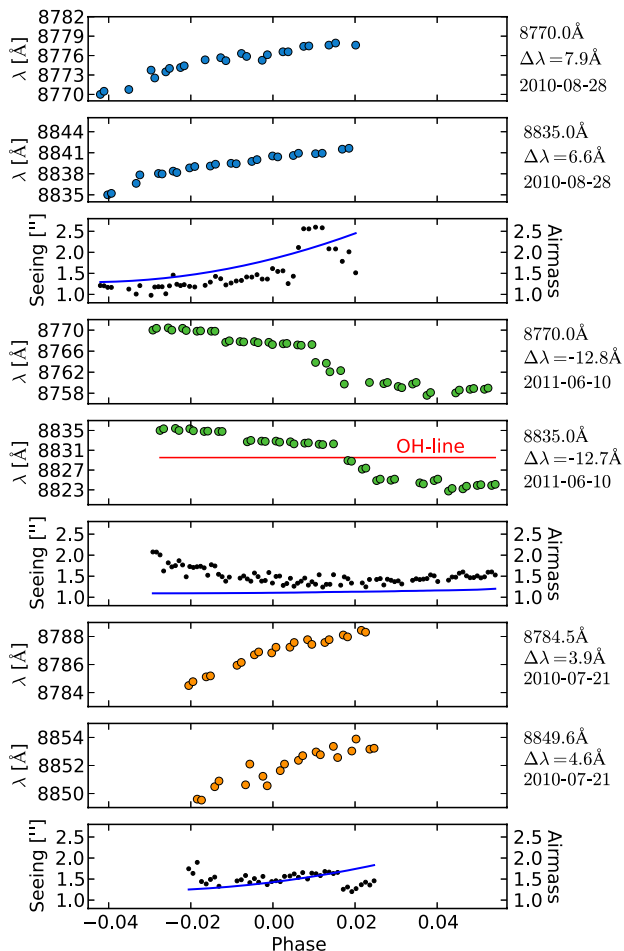 8782
8779
8776
8773
8770
λ [Å]
8770.0Å
Δλ=7.9Å
2010-08-28
8844
8841
8838
8835
λ [Å]
8835.0Å
Δλ=6.6Å
2010-08-28
2.5
2.0
1.5
1.0
Seeing ["]
2.5
2.0
1.5
1.0
Airmass
8770
8766
8762
8758
λ [Å]
8770.0Å
Δλ=-12.8Å
2011-06-10
8835
8831
8827
8823
λ [Å]
OH-line
8835.0Å
Δλ=-12.7Å
2011-06-10
2.5
2.0
1.5
1.0
Seeing ["]
2.5
2.0
1.5
1.0
Airmass
8788
8786
8784
λ [Å]
8784.5Å
Δλ=3.9Å
2010-07-21
8854
8852
8850
λ [Å]
8849.6Å
Δλ=4.6Å
2010-07-21
2.5
2.0
1.5
1.0
Seeing ["]
2.5
2.0
1.5
1.0
Airmass
−0.04 −0.02 0.00 0.02 0.04
Phase